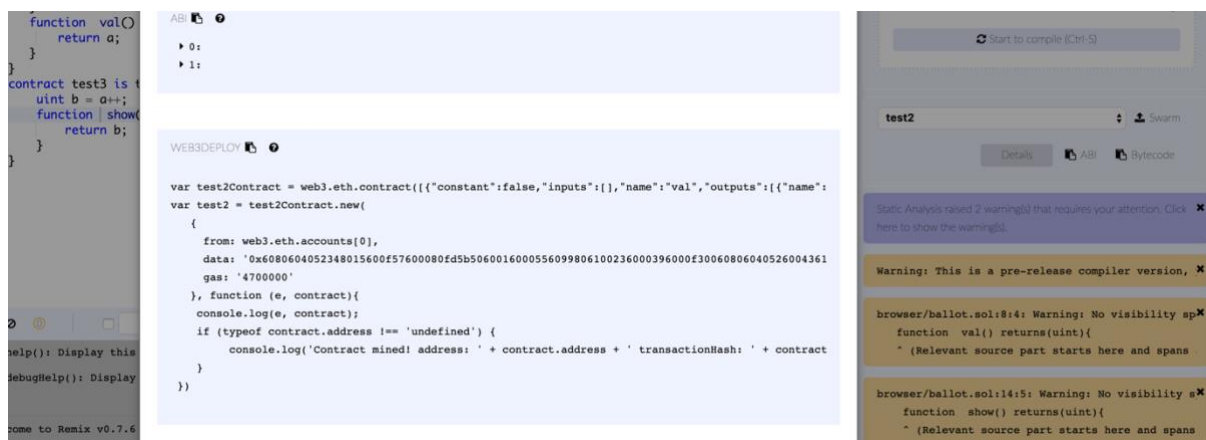 function val()
return a;
}
}
contract test3 is t
uint b = a++;
function show(
return b;
}
}
help(): Display this
debugHelp(): Display
come to Remix v0.7.6
ABI
0:
1:
WEB3DEPLOY
var test2Contract = web3.eth.contract([{"constant":false,"inputs":[],"name":"val","outputs":[{"name":
var test2 = test2Contract.new(
{
from: web3.eth.accounts[0],
data: '0x6080604052348015600f57600080fd5b5060016000556099806100236000396000f30060806040526004361
gas: '4700000'
}, function (e, contract){
console.log(e, contract);
if (typeof contract.address !== 'undefined') {
console.log('Contract mined! address: ' + contract.address + ' transactionHash: ' + contract
}
})
Start to compile (Ctrl-S)
test2
Swarm
Details ABI Bytecode
Static Analysis raised 2 warning(s) that requires your attention. Click
here to show the warning(s).
Warning: This is a pre-release compiler version,
browser/ballot.sol:8:4: Warning: No visibility sp
function val() returns(uint){
^ (Relevant source part starts here and spans
browser/ballot.sol:14:5: Warning: No visibility s
function show() returns(uint){
^ (Relevant source part starts here and spans